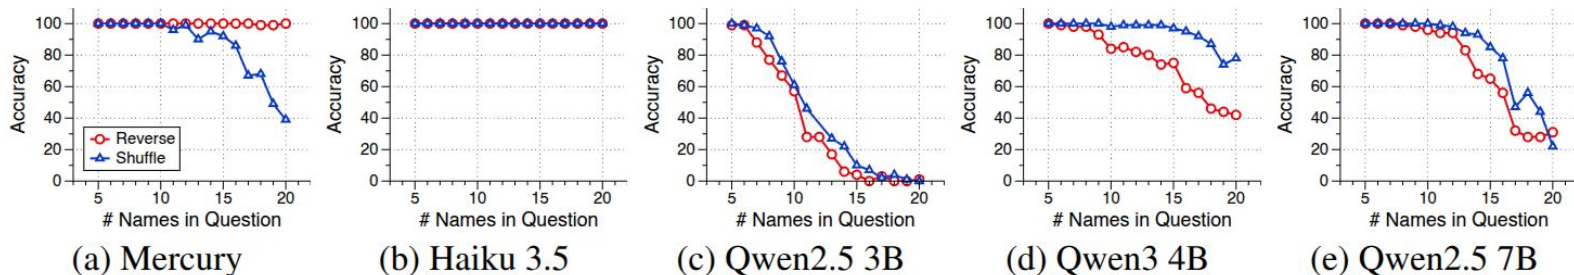 Accuracy
100
80
60
40
20
0
Reverse
Shuffle
5 10 15 20
# Names in Question
(a) Mercury
Accuracy
100
80
60
40
20
0
5 10 15 20
# Names in Question
(b) Haiku 3.5
Accuracy
100
80
60
40
20
0
5 10 15 20
# Names in Question
(c) Qwen2.5 3B
Accuracy
100
80
60
40
20
0
5 10 15 20
# Names in Question
(d) Qwen3 4B
Accuracy
100
80
60
40
20
0
5 10 15 20
# Names in Question
(e) Qwen2.5 7B